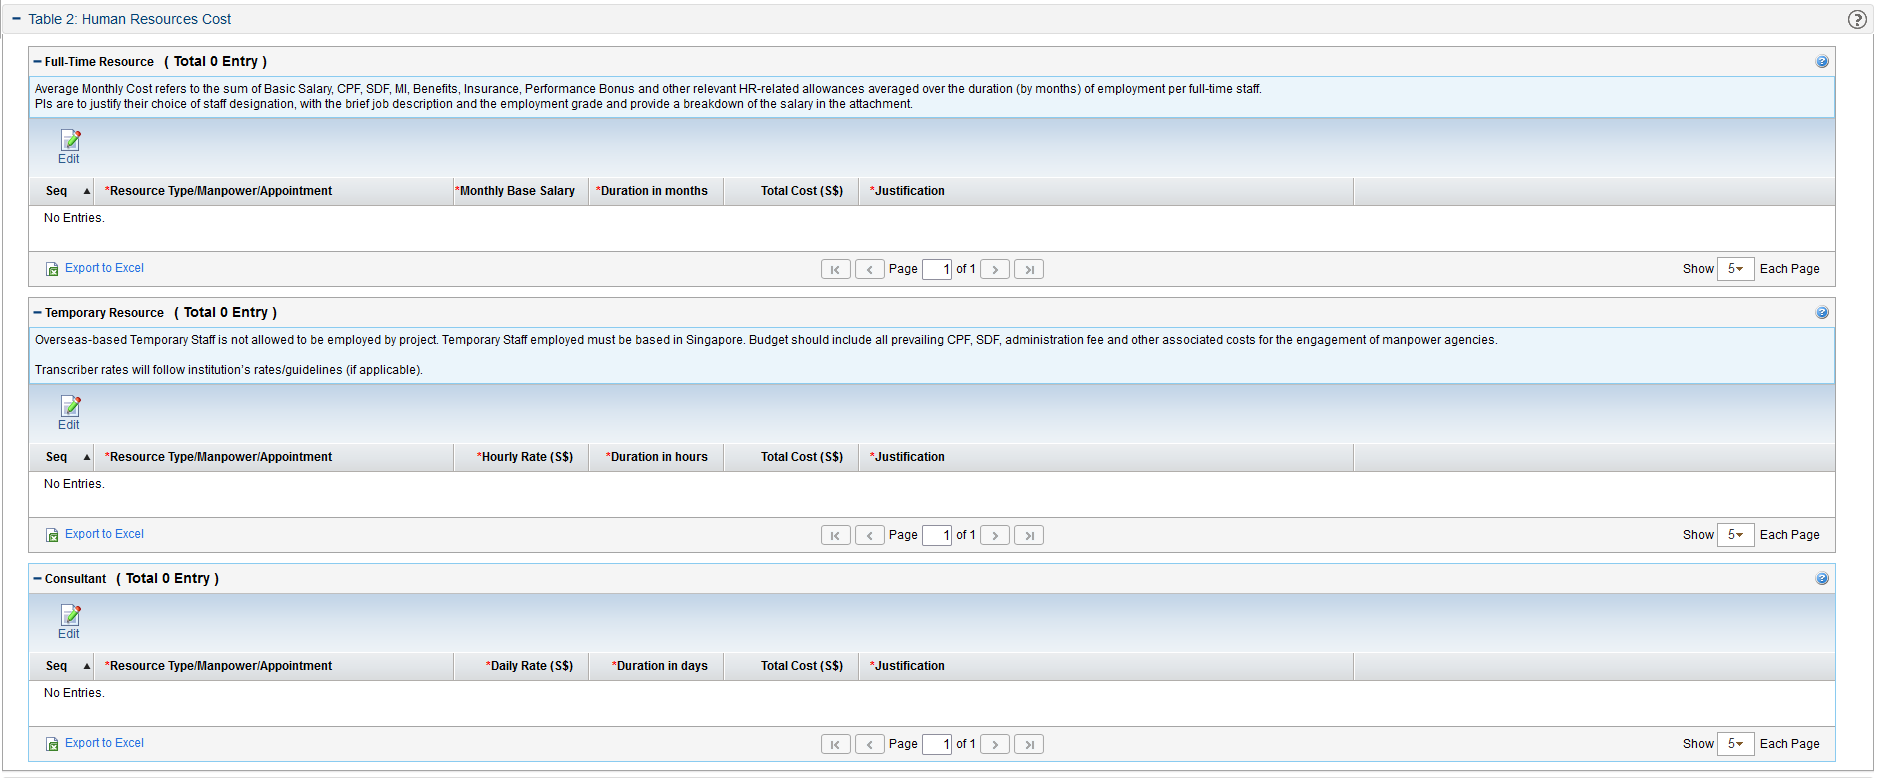 Table 2: Human Resources Cost
Full-Time Resource ( Total 0 Entry )
Average Monthly Cost refers to the sum of Basic Salary, CPF, SDF, MI, Benefits, Insurance, Performance Bonus and other relevant HR-related allowances averaged over the duration (by months) of employment per full-time staff.
PIs are to justify their choice of staff designation, with the brief job description and the employment grade and provide a breakdown of the salary in the attachment.
Edit
Seq *Resource Type/Manpower/Appointment *Monthly Base Salary *Duration in months Total Cost (S$) *Justification
No Entries.
Export to Excel Page 1 of 1 Show 5 Each Page
Temporary Resource ( Total 0 Entry )
Overseas-based Temporary Staff is not allowed to be employed by project. Temporary Staff employed must be based in Singapore. Budget should include all prevailing CPF, SDF, administration fee and other associated costs for the engagement of manpower agencies.
Transcriber rates will follow institution's rates/guidelines (if applicable).
Edit
Seq *Resource Type/Manpower/Appointment *Hourly Rate (S$) *Duration in hours Total Cost (S$) *Justification
No Entries.
Export to Excel Page 1 of 1 Show 5 Each Page
Consultant ( Total 0 Entry )
Edit
Seq *Resource Type/Manpower/Appointment *Daily Rate (S$) *Duration in days Total Cost (S$) *Justification
No Entries.
Export to Excel Page 1 of 1 Show 5 Each Page